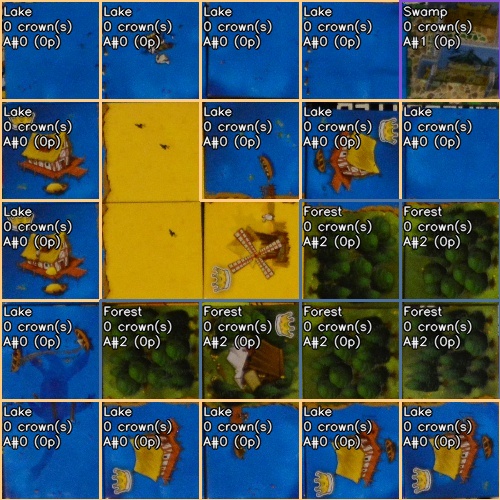 Lake
0 crown(s)
A#0 (0p)
Lake
0 crown(s)
A#0 (0p)
Lake
0 crown(s)
A#0 (0p)
Lake
0 crown(s)
A#0 (0p)
Swamp
0 crown(s)
A#1 (0p)
Lake
0 crown(s)
A#0 (0p)
Lake
0 crown(s)
A#0 (0p)
Lake
0 crown(s)
A#0 (0p)
Lake
0 crown(s)
A#0 (0p)
Lake
0 crown(s)
A#0 (0p)
Forest
0 crown(s)
A#2 (0p)
Forest
0 crown(s)
A#2 (0p)
Lake
0 crown(s)
A#0 (0p)
Forest
0 crown(s)
A#2 (0p)
Forest
0 crown(s)
A#2 (0p)
Forest
0 crown(s)
A#2 (0p)
Forest
0 crown(s)
A#2 (0p)
Lake
0 crown(s)
A#0 (0p)
Lake
0 crown(s)
A#0 (0p)
Lake
0 crown(s)
A#0 (0p)
Lake
0 crown(s)
A#0 (0p)
Lake
0 crown(s)
A#0 (0p)